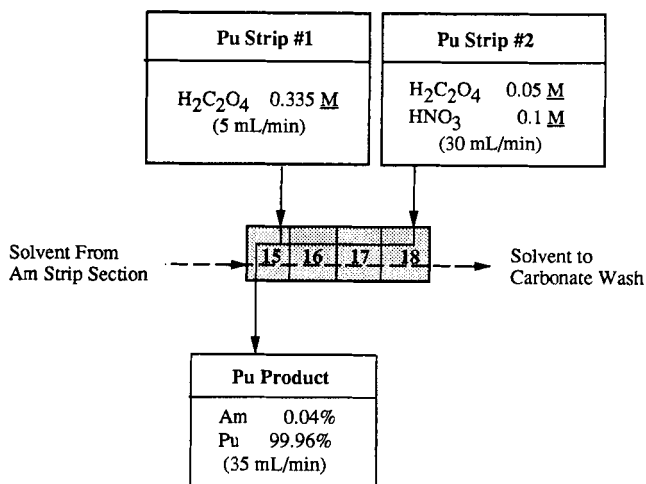 Pu Strip #1
H2C2O4 0.335 M
(5 mL/min)
Pu Strip #2
H2C2O4 0.05 M
HNO3 0.1 M
(30 mL/min)
Solvent From
Am Strip Section
15 16 17 18
Solvent to
Carbonate Wash
Pu Product
Am 0.04%
Pu 99.96%
(35 mL/min)